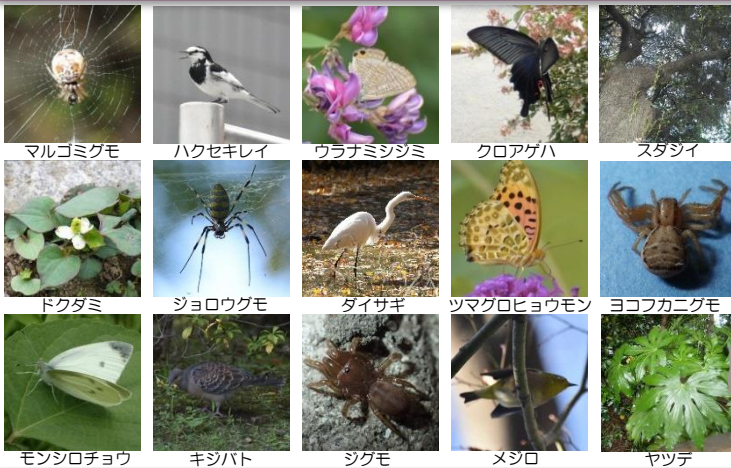 マルゴミグモ
ハクセキレイ
ウラナミシジミ
クロアゲハ
スダジイ
ドクダミ
ジョロウグモ
ダイサギ
ツマグロヒョウモン
ヨコフカニグモ
モンシロチョウ
キジバト
ジグモ
メジロ
ヤツデ